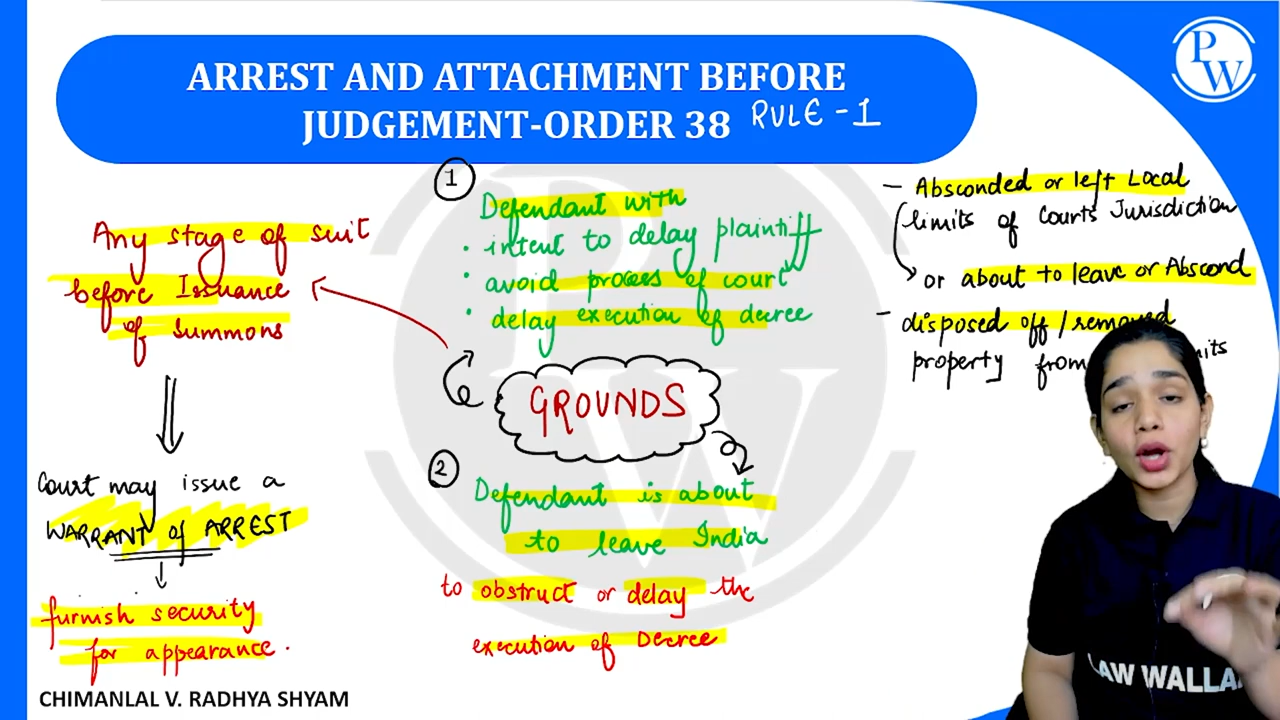 ARREST AND ATTACHMENT BEFORE
JUDGEMENT-ORDER 38 RULE - 1
PW
Any stage of suit
before Issuance
of summons
Court may issue a
WARRANT of ARREST
furnish security
for appearance.
1
Defendant with
· intent to delay plaintiff
· avoid process of court
· delay execution of decree
GROUNDS
2
Defendant is about
to leave India
to obstruct or delay the
execution of Decree
- Absconded or left Local
limits of Courts Jurisdiction
or about to leave or Abscond
- disposed off / removed
property from
CHIMANLAL V. RADHYA SHYAM
LAW WALLA